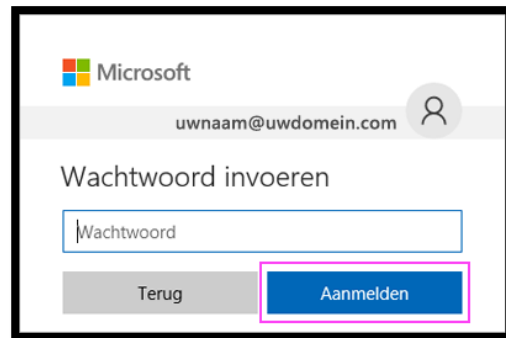 Microsoft
uwnaam@uwdomein.com
Wachtwoord invoeren
Wachtwoord
Terug Aanmelden